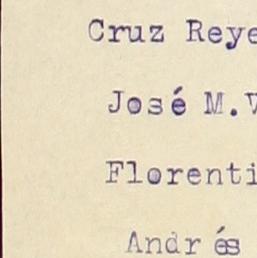 Cruz Reye
José M.V
Florenti
Andrés